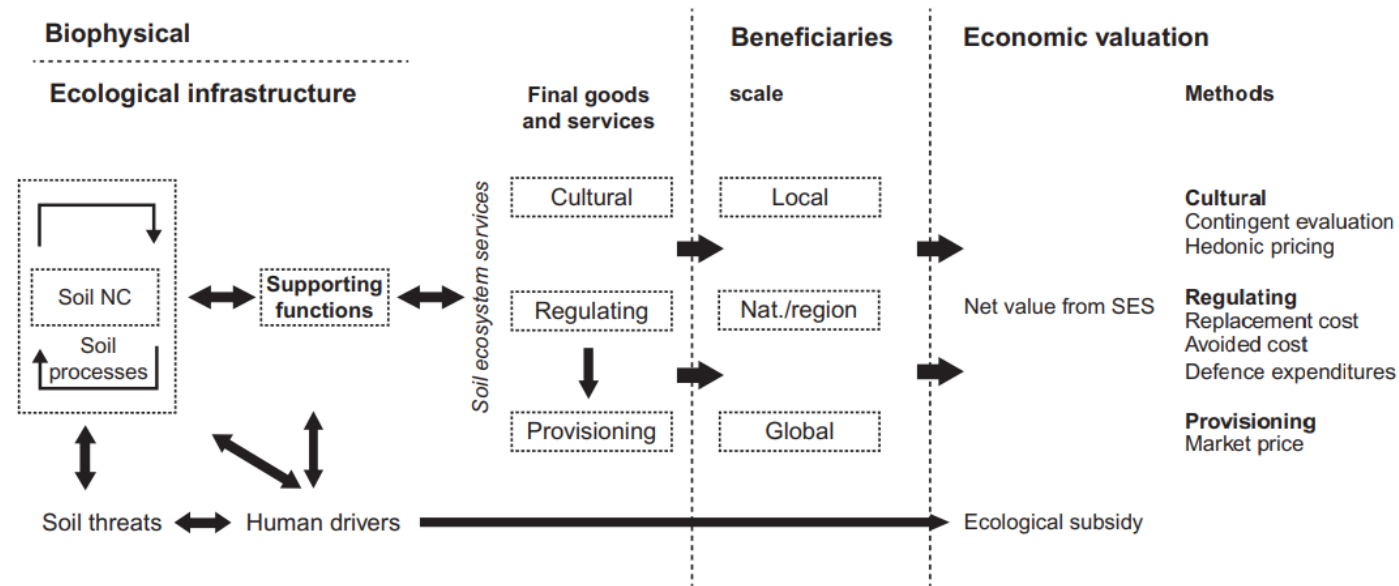 Biophysical
Ecological infrastructure
Soil NC
Soil
processes
Supporting
functions
Soil threats
Human drivers
Soil ecosystem services
Final goods
and services
Cultural
Regulating
Provisioning
Beneficiaries
scale
Local
Nat./region
Global
Economic valuation
Net value from SES
Ecological subsidy
Methods
Cultural
Contingent evaluation
Hedonic pricing
Regulating
Replacement cost
Avoided cost
Defence expenditures
Provisioning
Market price